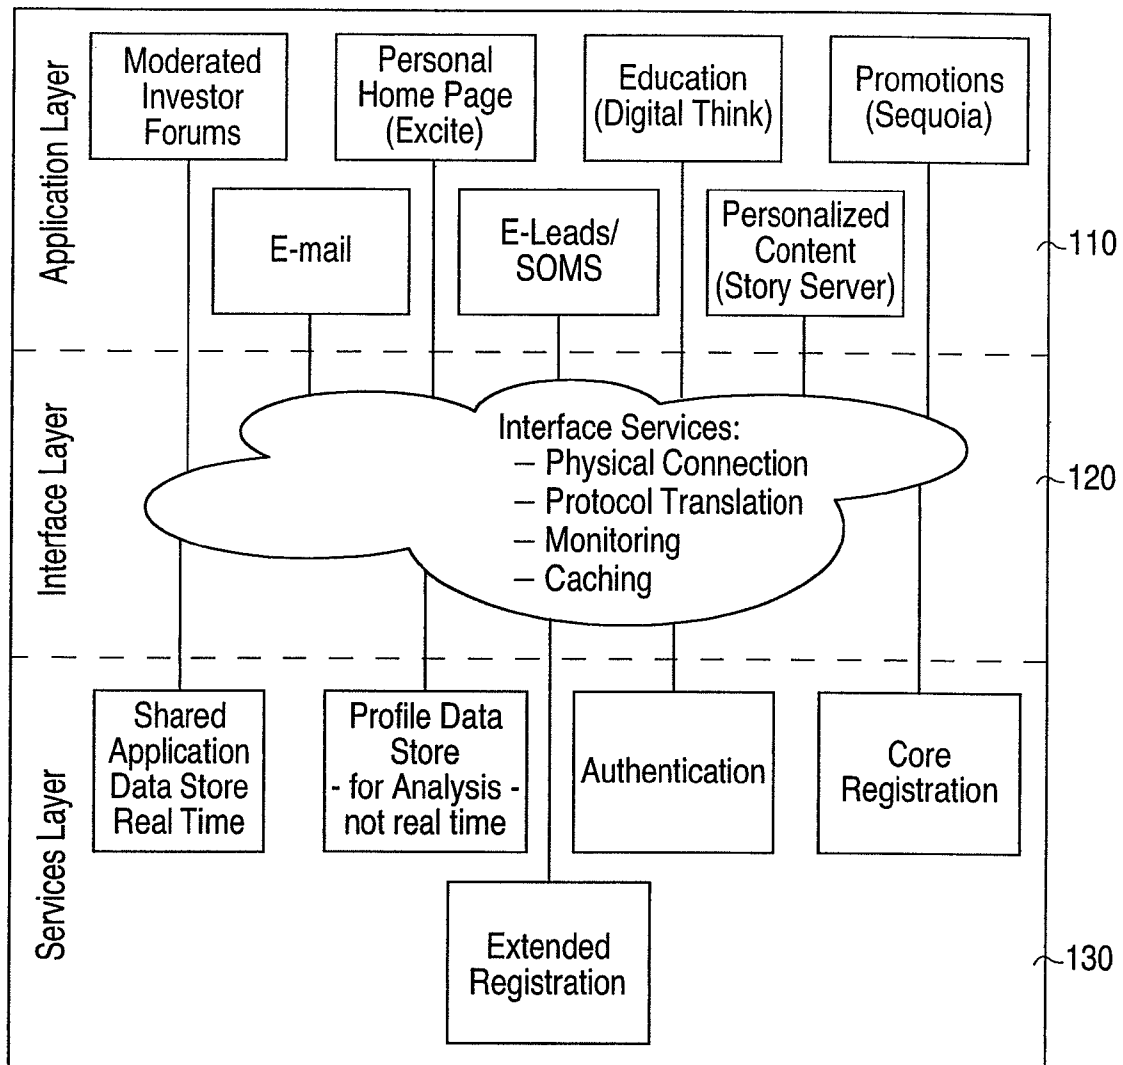 Application Layer
Moderated
Investor
Forums
Personal
Home Page
(Excite)
Education
(Digital Think)
Promotions
(Sequoia)
E-mail
E-Leads/
SOMS
Personalized
Content
(Story Server)
110
Interface Layer
Interface Services:
– Physical Connection
– Protocol Translation
– Monitoring
– Caching
120
Services Layer
Shared
Application
Data Store
Real Time
Profile Data
Store
- for Analysis -
not real time
Authentication
Core
Registration
Extended
Registration
130